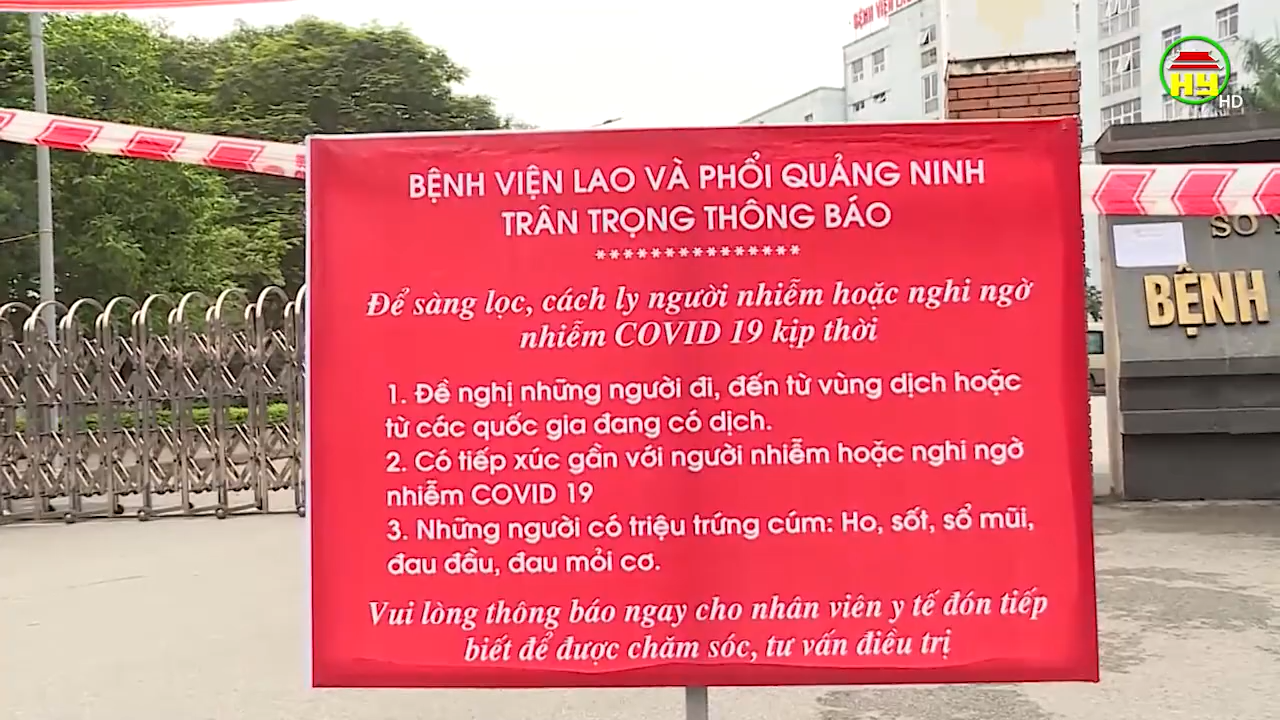 BỆNH VIỆN LAO
HY
HD
BỆNH VIỆN LAO VÀ PHỔI QUẢNG NINH
TRÂN TRỌNG THÔNG BÁO
***************
Để sàng lọc, cách ly người nhiễm hoặc nghi ngờ
nhiễm COVID 19 kịp thời
1. Đề nghị những người đi, đến từ vùng dịch hoặc
từ các quốc gia đang có dịch.
2. Có tiếp xúc gần với người nhiễm hoặc nghi ngờ
nhiễm COVID 19
3. Những người có triệu trứng cúm: Ho, sốt, sổ mũi,
đau đầu, đau mỏi cơ.
Vui lòng thông báo ngay cho nhân viên y tế đón tiếp
biết để được chăm sóc, tư vấn điều trị
SỞ
BỆNH